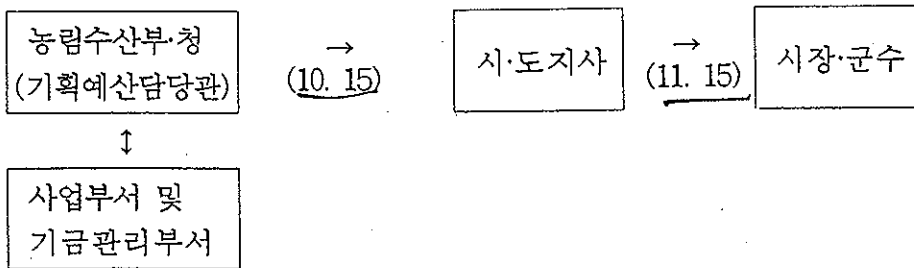 농림수산부·청
(기획예산담당관)
→
(10. 15)
시·도지사
→
(11. 15)
시장·군수
↕
사업부서 및
기금관리부서